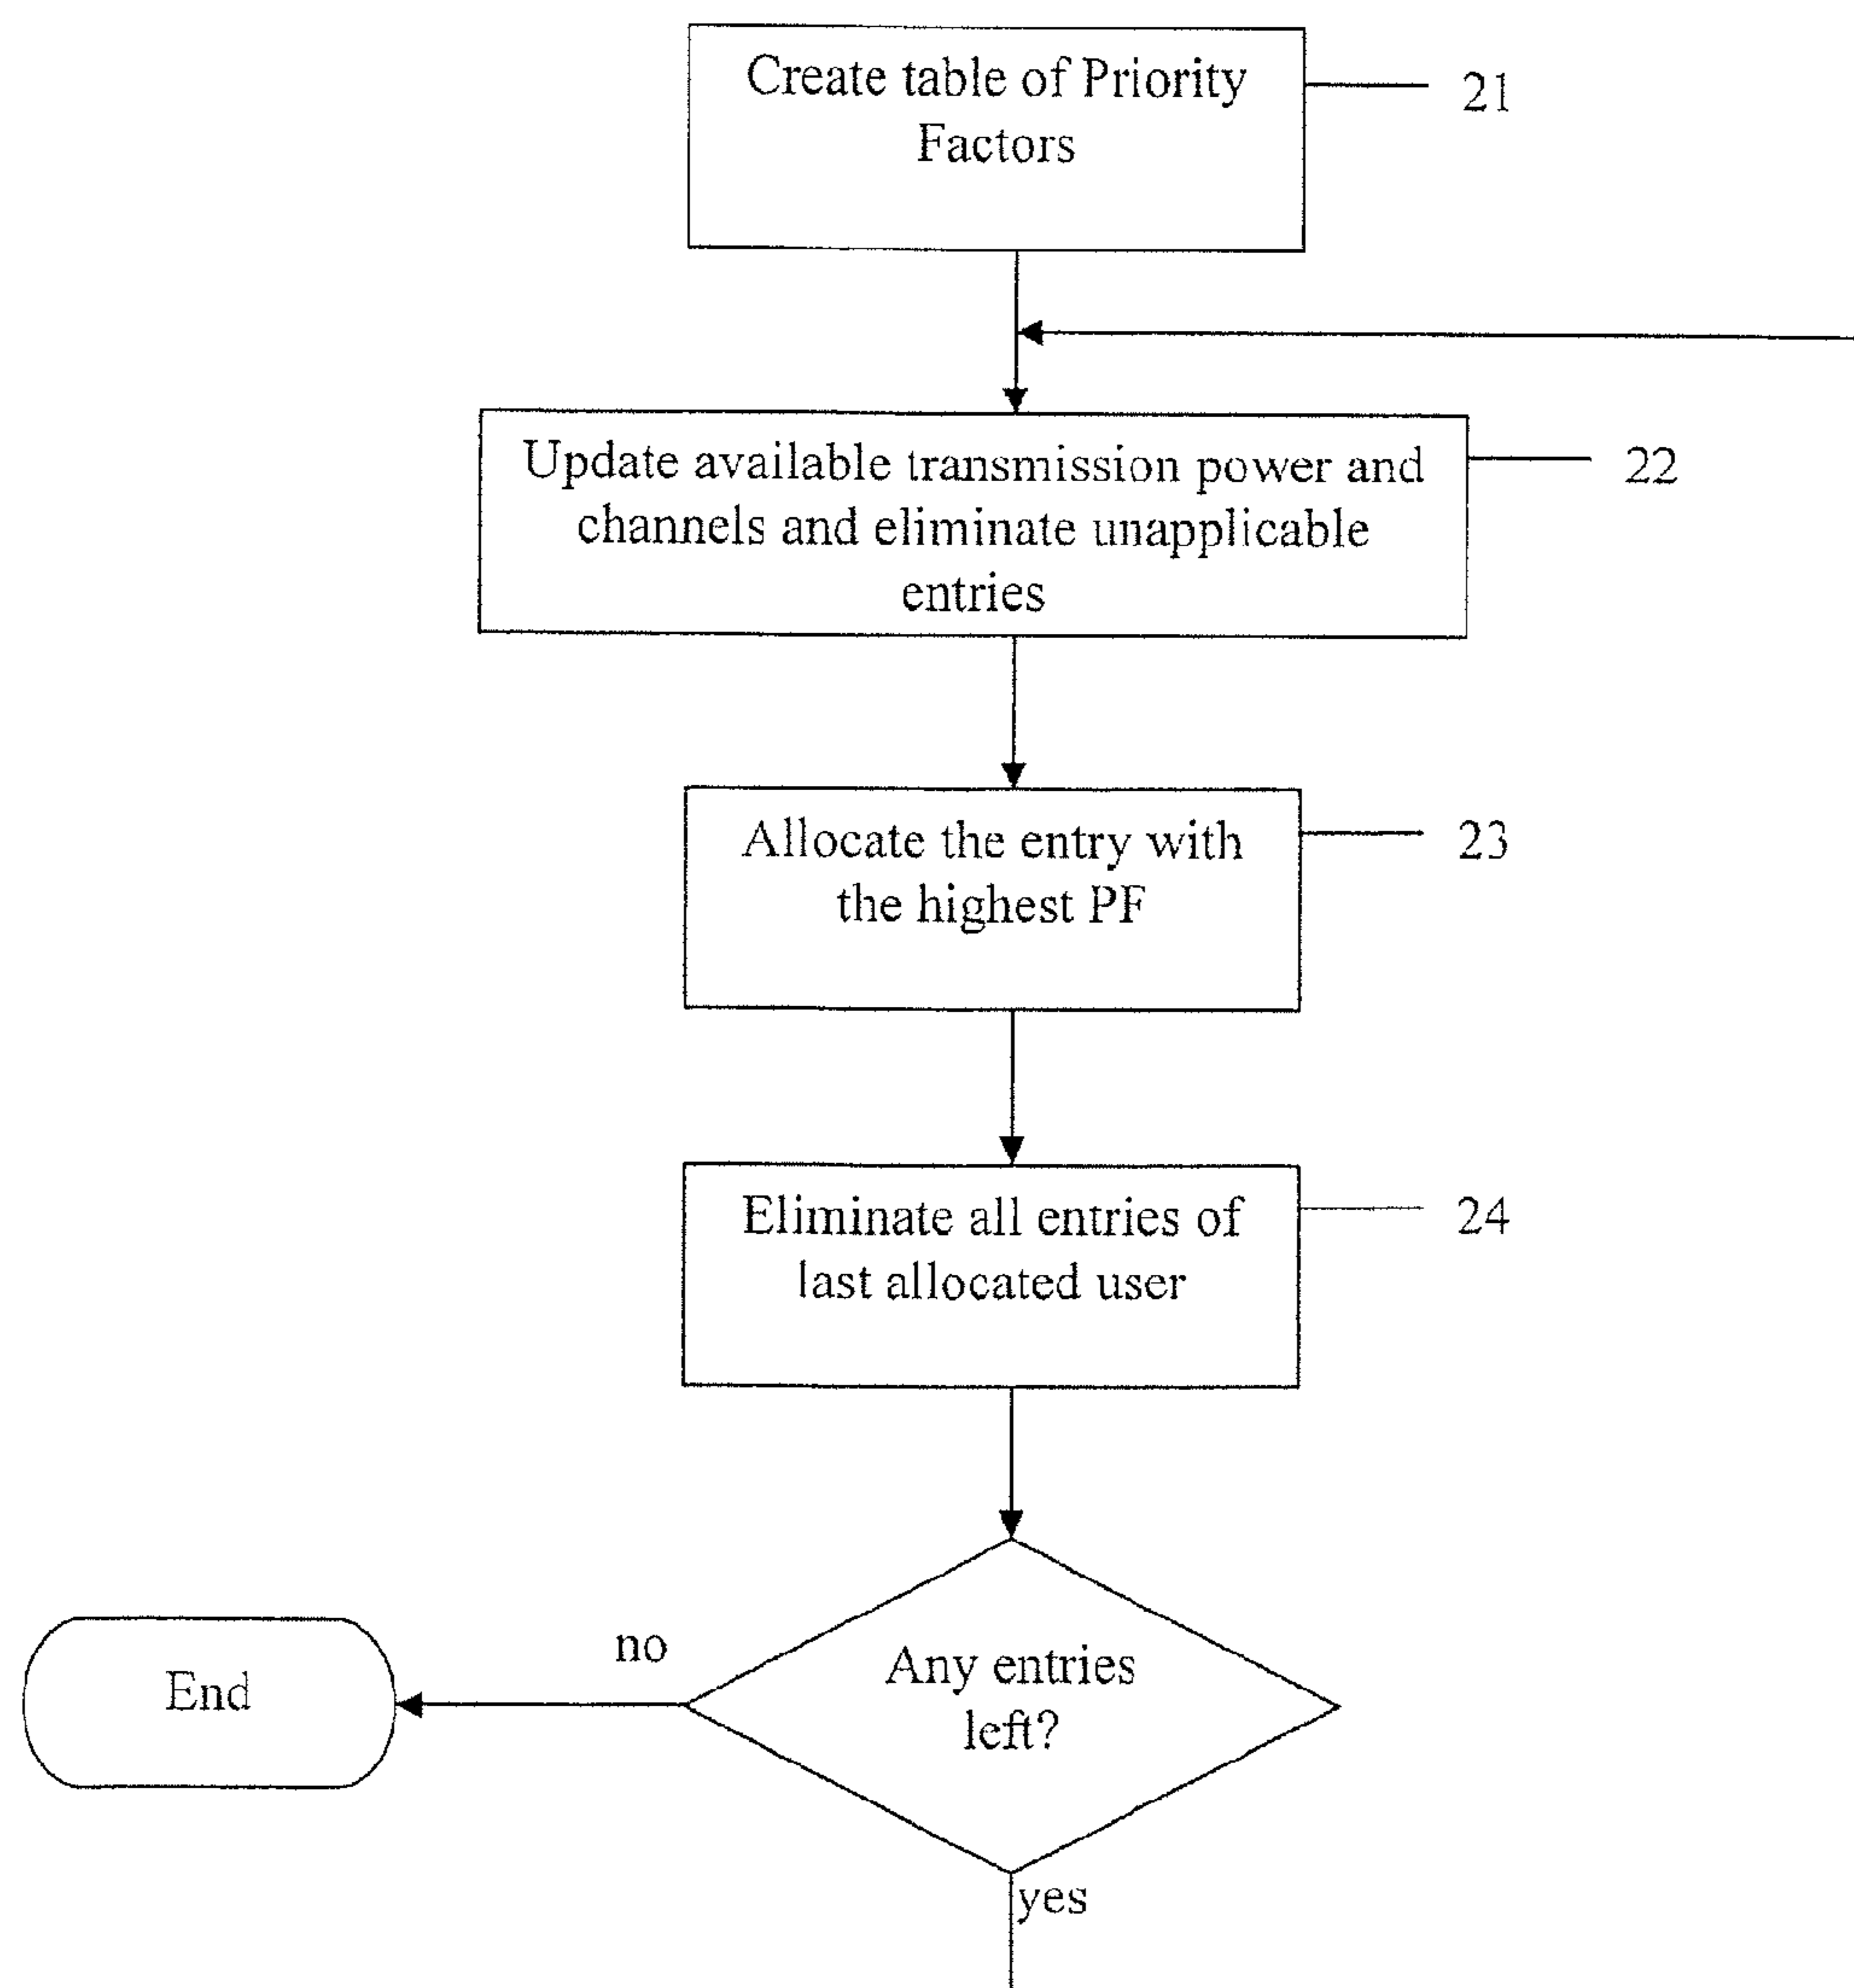 Create table of Priority
Factors
21
Update available transmission power and
channels and eliminate unapplicable
entries
22
Allocate the entry with
the highest PF
23
Eliminate all entries of
last allocated user
24
Any entries
left?
no
End
yes